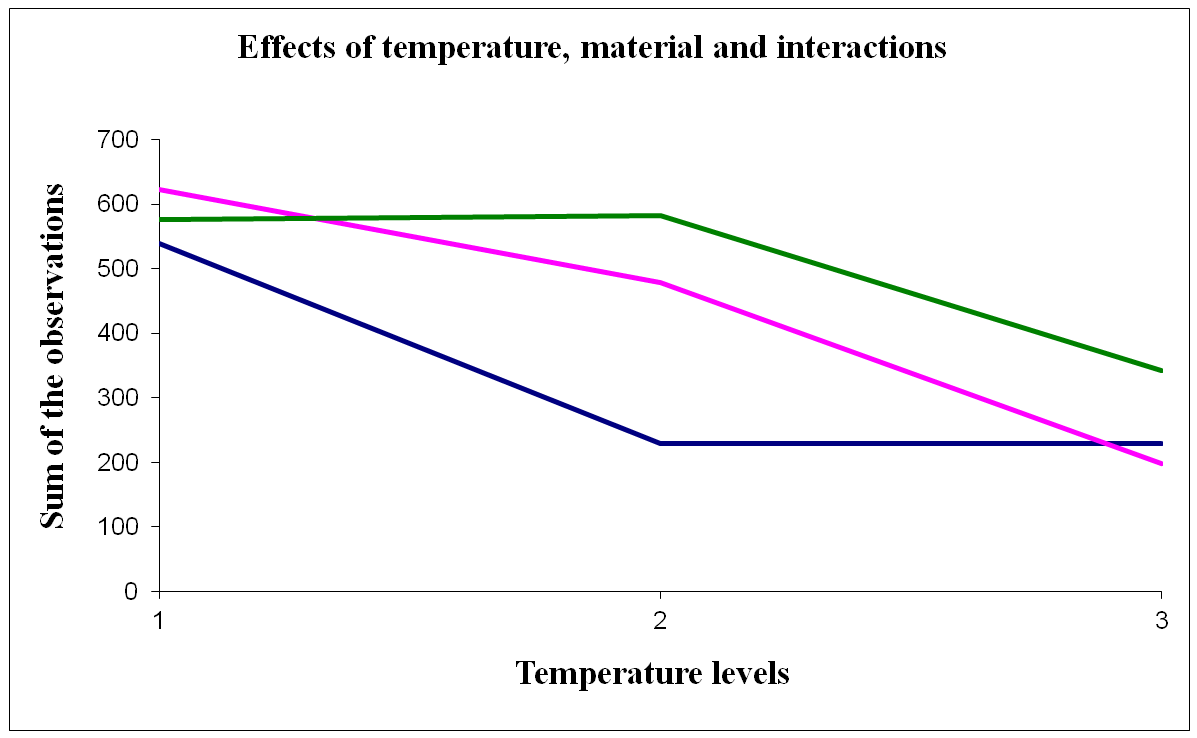 Effects of temperature, material and interactions
700
600
500
400
300
200
100
0
Sum of the observations
1 2 3
Temperature levels